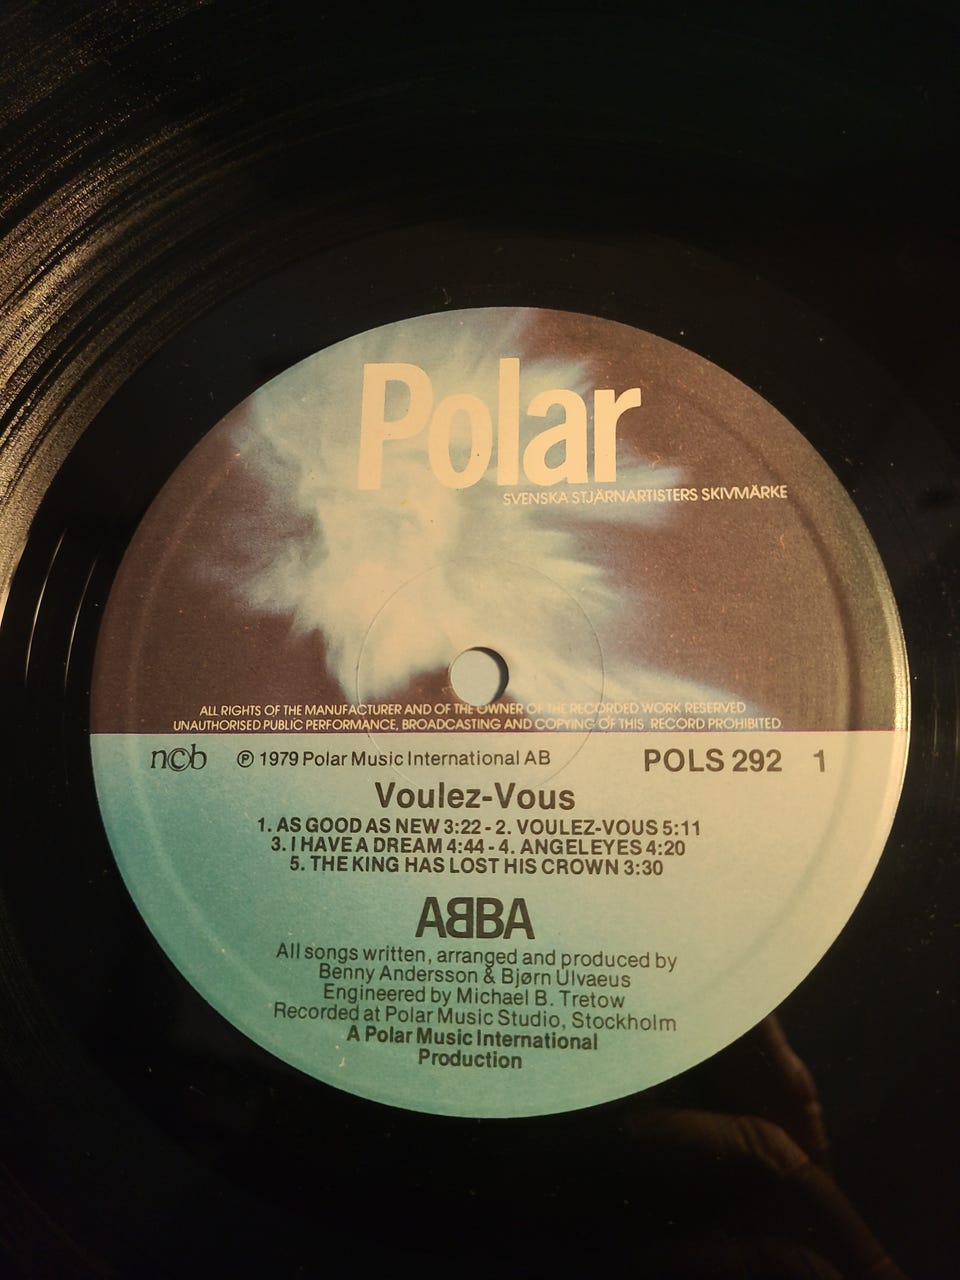 Polar
SVENSKA STJÄRNARTISTERS SKIVMÄRKE
ALL RIGHTS OF THE MANUFACTURER AND OF THE OWNER OF THE RECORDED WORK RESERVED
UNAUTHORISED PUBLIC PERFORMANCE, BROADCASTING AND COPYING OF THIS RECORD PROHIBITED
ncb ℗ 1979 Polar Music International AB POLS 292 1
Voulez-Vous
1. AS GOOD AS NEW 3:22 - 2. VOULEZ-VOUS 5:11
3. I HAVE A DREAM 4:44 - 4. ANGELEYES 4:20
5. THE KING HAS LOST HIS CROWN 3:30
ABBA
All songs written, arranged and produced by
Benny Andersson & Bjørn Ulvaeus
Engineered by Michael B. Tretow
Recorded at Polar Music Studio, Stockholm
A Polar Music International
Production